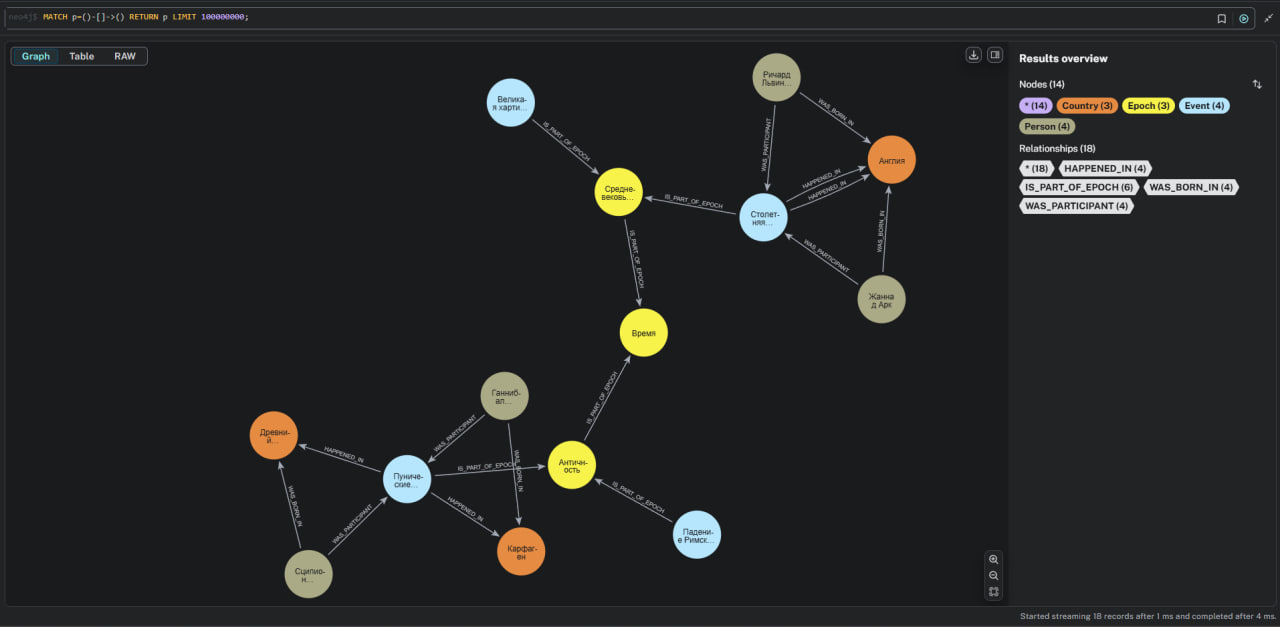 neo4j$ MATCH p=()-[]->() RETURN p LIMIT 100000000;
Graph Table RAW
Results overview
Nodes (14)
* (14) Country (3) Epoch (3) Event (4)
Person (4)
Relationships (18)
* (18) HAPPENED_IN (4)
IS_PART_OF_EPOCH (6) WAS_BORN_IN (4)
WAS_PARTICIPANT (4)
Ричард
Львин...
Велика-
я харти...
WAS_BORN_IN
WAS_PARTICIPANT
IS_PART_OF_EPOCH
Англия
HAPPENED_IN
HAPPENED_IN
Средне-
вековь...
IS_PART_OF_EPOCH
Столет-
няя...
WAS_BORN_IN
WAS_PARTICIPANT
IS_PART_OF_EPOCH
Жанна
д Арк
Время
IS_PART_OF_EPOCH
Ганниб-
ал...
WAS_PARTICIPANT
Древни-
й...
HAPPENED_IN
IS_PART_OF_EPOCH
WAS_BORN_IN
Античн-
ость
Пуниче-
ские...
WAS_BORN_IN
WAS_PARTICIPANT
HAPPENED_IN
IS_PART_OF_EPOCH
Падени-
е Римск...
Карфаг-
ен
Сципио-
н...
Started streaming 18 records after 1 ms and completed after 4 ms.